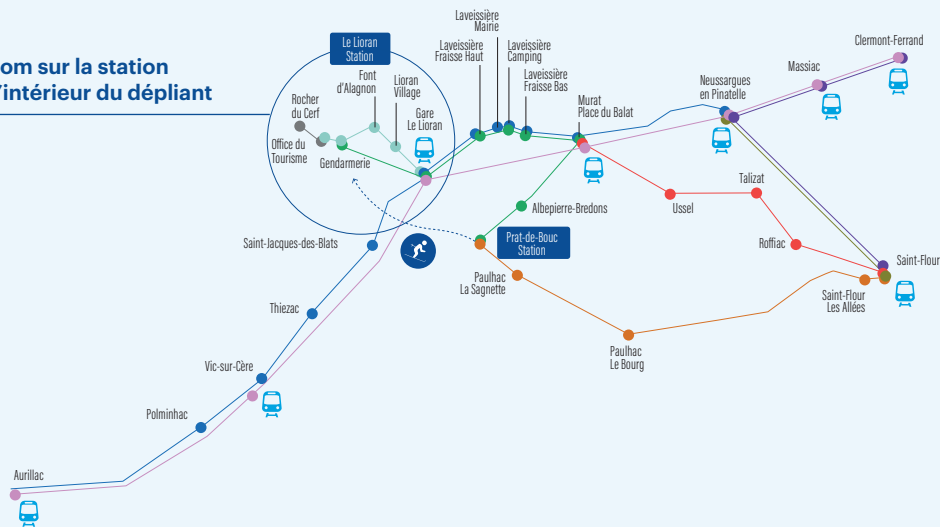 om sur la station
'intérieur du dépliant
Le Lioran
Station
Rocher
du Cerf
Font
d'Alagnon
Lioran
Village
Gare
Le Lioran
Office du
Tourisme
Gendarmerie
Laveissière
Mairie
Laveissière
Fraisse Haut
Laveissière
Camping
Laveissière
Fraisse Bas
Murat
Place du Balat
Neussargues
en Pinatelle
Massiac
Clermont-Ferrand
Talizat
Ussel
Albepierre-Bredons
Prat-de-Bouc
Station
Roffiac
Saint-Flour
Saint-Flour
Les Allées
Paulhac
La Sagnette
Paulhac
Le Bourg
Saint-Jacques-des-Blats
Thiezac
Vic-sur-Cère
Polminhac
Aurillac